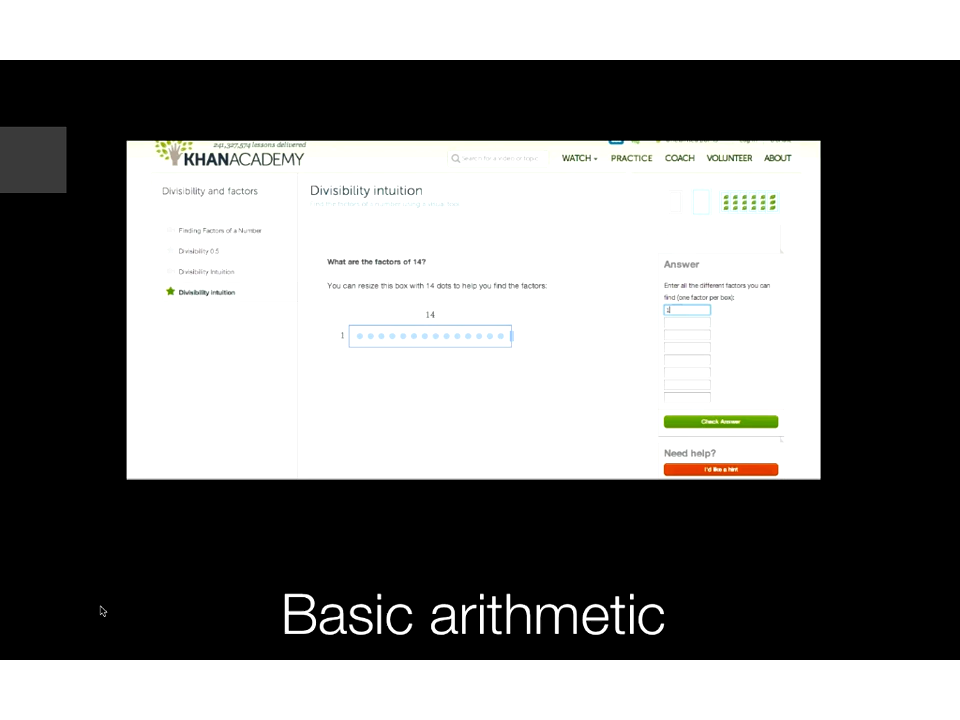 241,327,574 lessons delivered
KHANACADEMY
WATCH
PRACTICE
COACH
VOLUNTEER
ABOUT
Divisibility and factors
Divisibility intuition
Finding Factors of a Number
Divisibility 0.5
Divisibility Intuition
Divisibility Intuition
What are the factors of 14?
You can resize this box with 14 dots to help you find the factors:
14
1
Answer
Enter all the different factors you can
find (one factor per box):
1
Check Answer
Need help?
I'd like a hint
Basic arithmetic